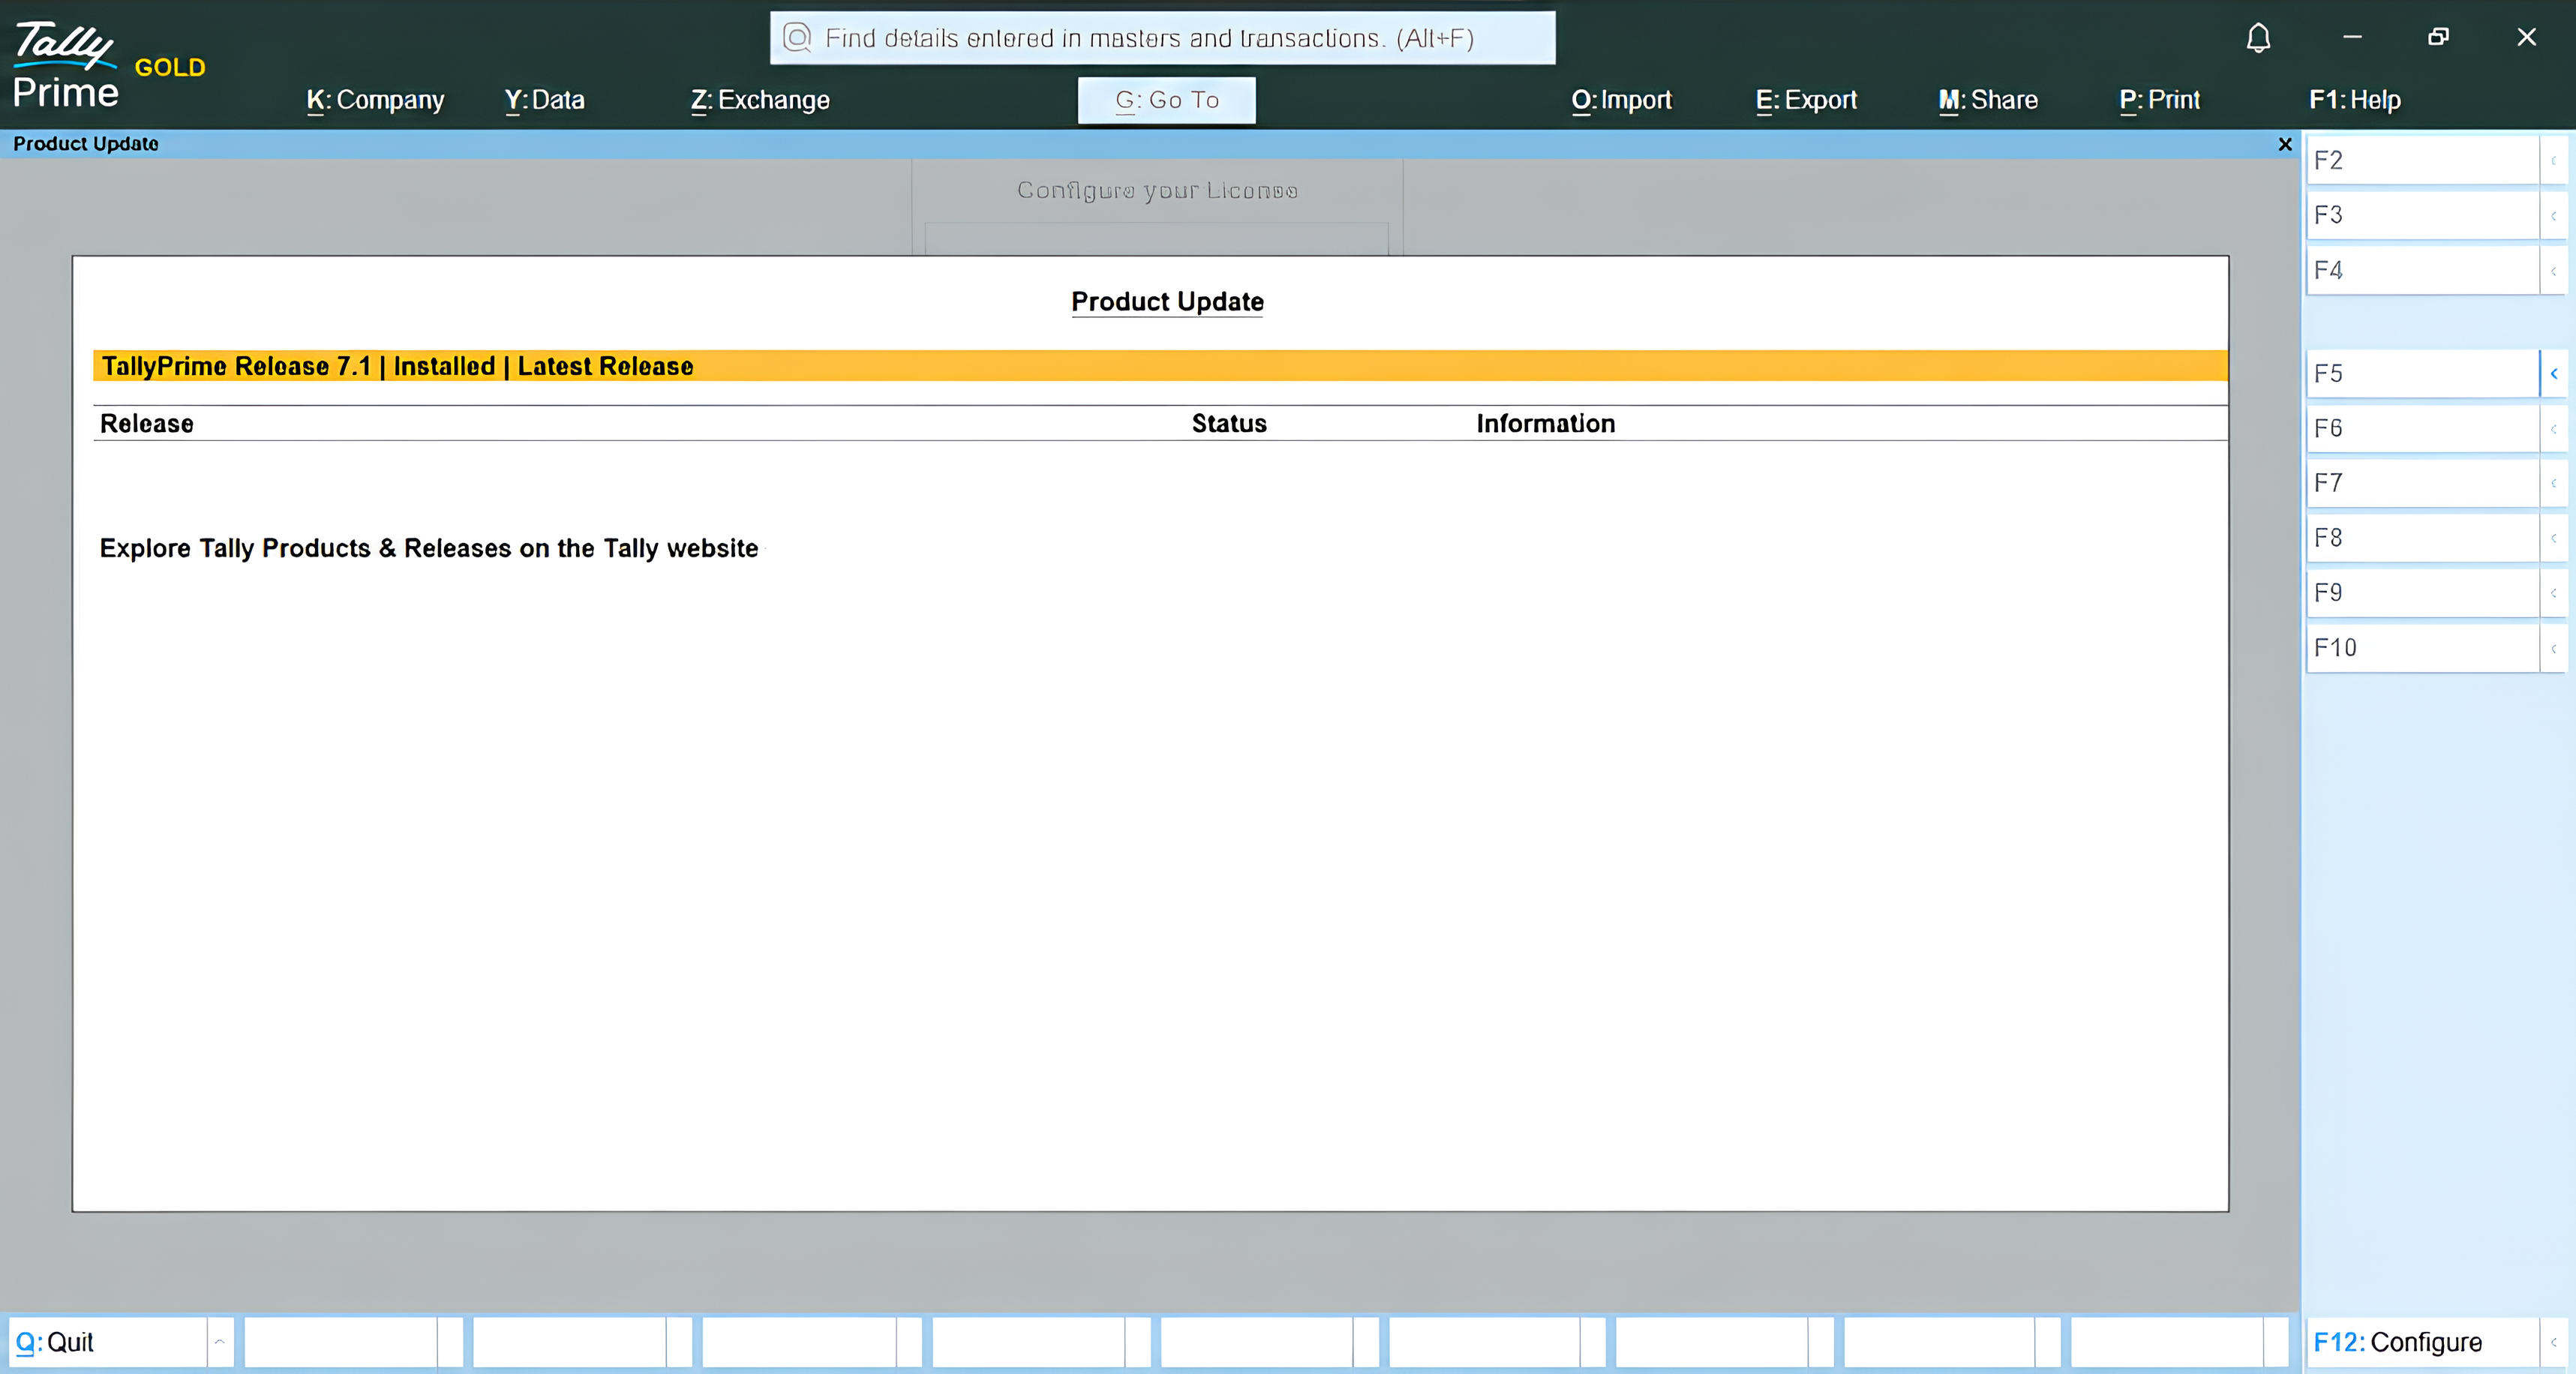 Tally
Prime
GOLD
Find details entered in masters and transactions. (Alt+F)
K: Company
Y: Data
Z: Exchange
G: Go To
O: Import
E: Export
M: Share
P: Print
F1: Help
Product Update
Configure your License
Product Update
TallyPrime Release 7.1 | Installed | Latest Release
Release Status Information
Explore Tally Products & Releases on the Tally website
F2
F3
F4
F5
F6
F7
F8
F9
F10
Q: Quit
F12: Configure